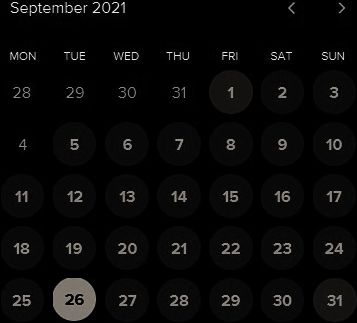 September 2021
MON TUE WED THU FRI SAT SUN
28 29 30 31 1 2 3
4 5 6 7 8 9 10
11 12 13 14 15 16 17
18 19 20 21 22 23 24
25 26 27 28 29 30 31